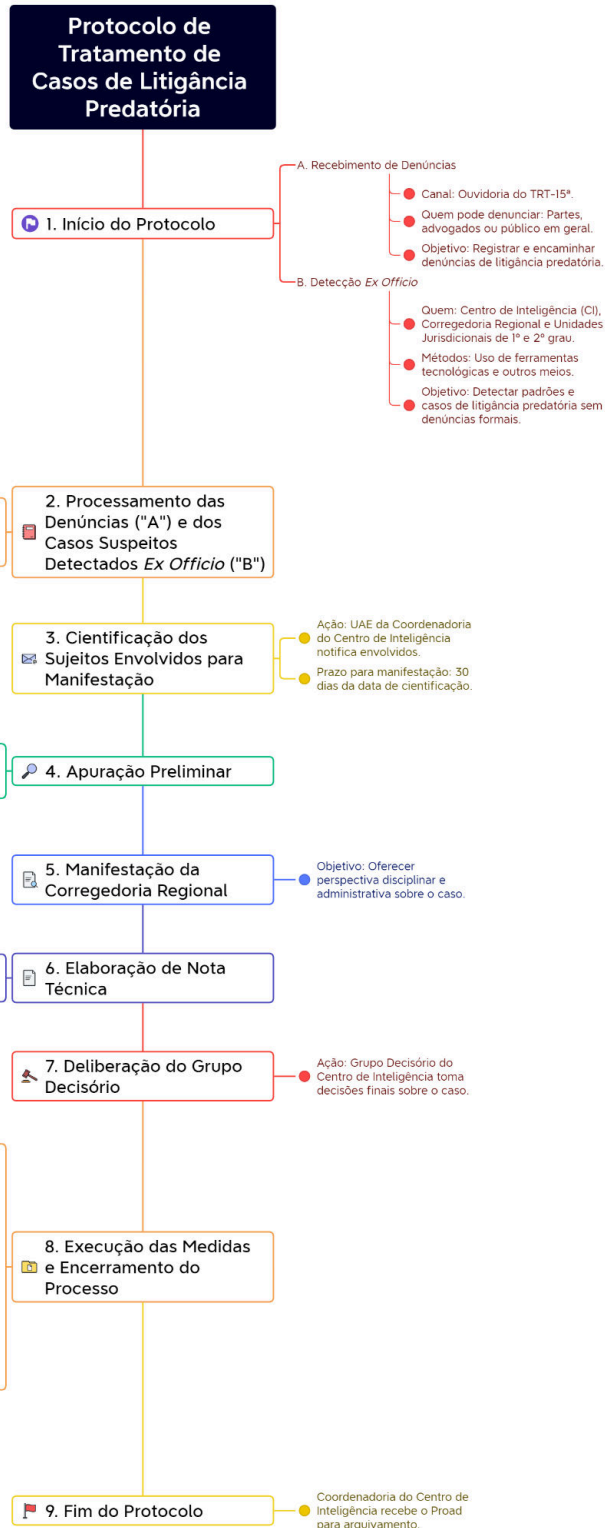 Protocolo de
Tratamento de
Casos de Litigância
Predatória
1. Início do Protocolo
A. Recebimento de Denúncias
Canal: Ouvidoria do TRT-15ª.
Quem pode denunciar: Partes,
advogados ou público em geral.
Objetivo: Registrar e encaminhar
denúncias de litigância predatória.
B. Detecção Ex Officio
Quem: Centro de Inteligência (CI),
Corregedoria Regional e Unidades
Jurisdicionais de 1º e 2º grau.
Métodos: Uso de ferramentas
tecnológicas e outros meios.
Objetivo: Detectar padrões e
casos de litigância predatória sem
denúncias formais.
2. Processamento das
Denúncias ("A") e dos
Casos Suspeitos
Detectados Ex Officio ("B")
3. Cientificação dos
Sujeitos Envolvidos para
Manifestação
Ação: UAE da Coordenadoria
do Centro de Inteligência
notifica envolvidos.
Prazo para manifestação: 30
dias da data de cientificação.
4. Apuração Preliminar
5. Manifestação da
Corregedoria Regional
Objetivo: Oferecer
perspectiva disciplinar e
administrativa sobre o caso.
6. Elaboração de Nota
Técnica
7. Deliberação do Grupo
Decisório
Ação: Grupo Decisório do
Centro de Inteligência toma
decisões finais sobre o caso.
8. Execução das Medidas
e Encerramento do
Processo
9. Fim do Protocolo
Coordenadoria do Centro de
Inteligência recebe o Proad
para arquivamento.